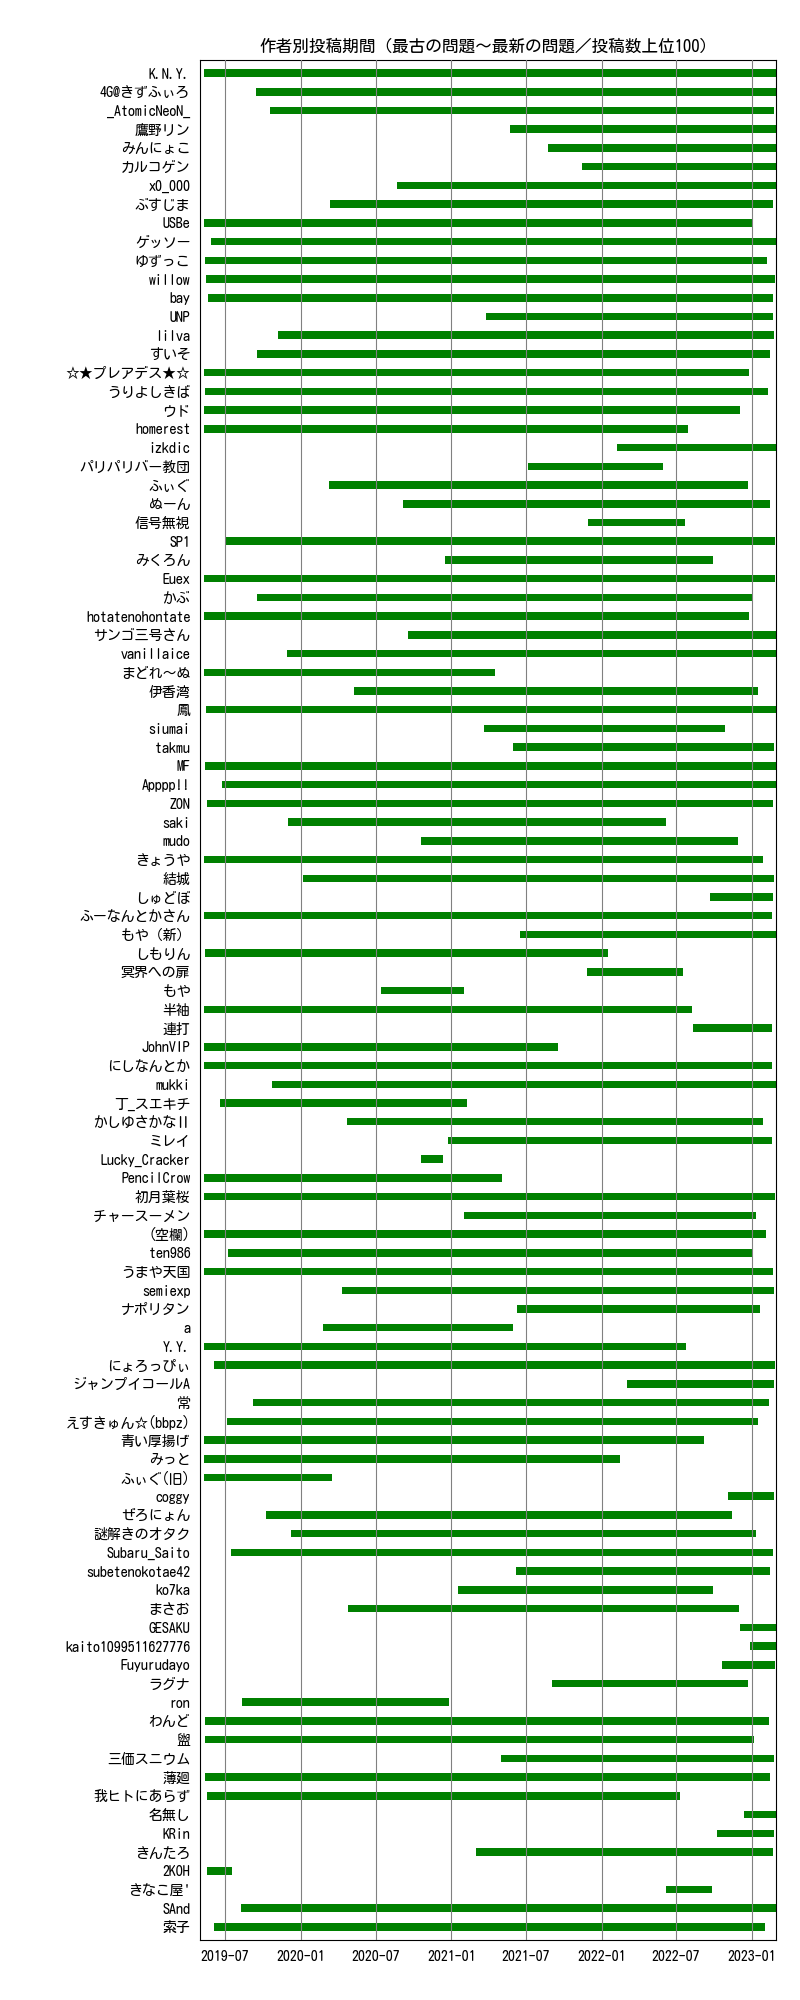 作者別投稿期間（最古の問題～最新の問題／投稿数上位100）
K.N.Y.
4G@きずふぃろ
_AtomicNeoN_
鷹野リン
みんにょこ
カルコゲン
x0_000
ぶすじま
USBe
ゲッソー
ゆずっこ
willow
bay
UNP
lilva
すいそ
☆★プレアデス★☆
うりよしきば
ウド
homerest
izkdic
パリパリバー教団
ふぃぐ
ぬーん
信号無視
SP1
みくろん
Euex
かぶ
hotatenohontate
サンゴ三号さん
vanillaice
まどれ～ぬ
伊香湾
鳳
siumai
takmu
MF
AppppII
ZON
saki
mudo
きょうや
結城
しゅどぼ
ふーなんとかさん
もや（新）
しもりん
冥界への扉
もや
半袖
連打
JohnVIP
にしなんとか
mukki
丁_スエキチ
かしゆさかなII
ミレイ
Lucky_Cracker
PencilCrow
初月葉桜
チャースーメン
(空欄)
ten986
うまや天国
semiexp
ナポリタン
a
Y.Y.
にょろっぴぃ
ジャンプイコールA
常
えすきゅん☆(bbpz)
青い厚揚げ
みっと
ふぃぐ(旧)
coggy
ぜろにょん
謎解きのオタク
Subaru_Saito
subetenokotae42
ko7ka
まさお
GESAKU
kaito1099511627776
Fuyurudayo
ラグナ
ron
わんど
盥
三価スニウム
薄廻
我ヒトにあらず
名無し
KRin
きんたろ
2KOH
きなこ屋'
SAnd
索子
2019-07 2020-01 2020-07 2021-01 2021-07 2022-01 2022-07 2023-01